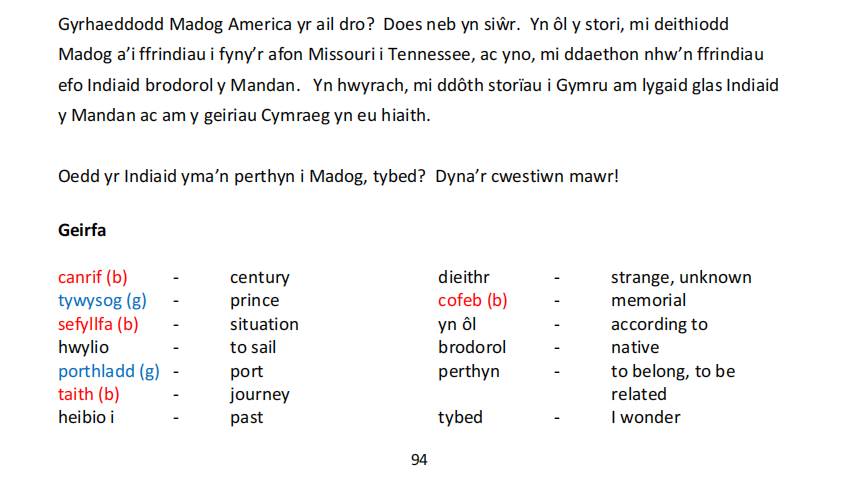 Gyrhaeddodd Madog America yr ail dro?  Does neb yn siŵr.  Yn ôl y stori, mi deithiodd
Madog a’i ffrindiau i fyny’r afon Missouri i Tennessee, ac yno, mi ddaethon nhw’n ffrindiau
efo Indiaid brodorol y Mandan.   Yn hwyrach, mi ddôth storïau i Gymru am lygaid glas Indiaid
y Mandan ac am y geiriau Cymraeg yn eu hiaith.
Oedd yr Indiaid yma’n perthyn i Madog, tybed?  Dyna’r cwestiwn mawr!
Geirfa
canrif (b) - century
tywysog (g) - prince
sefyllfa (b) - situation
hwylio - to sail
porthladd (g) - port
taith (b) - journey
heibio i - past
dieithr - strange, unknown
cofeb (b) - memorial
yn ôl - according to
brodorol - native
perthyn - to belong, to be
related
tybed - I wonder
94